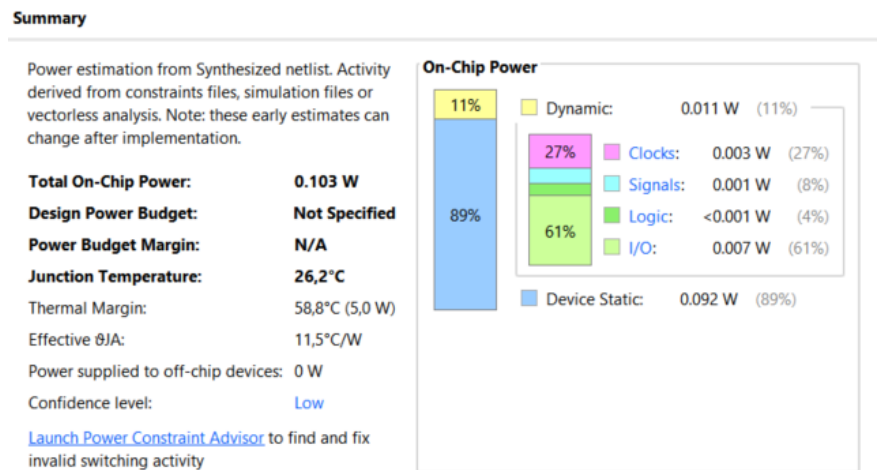 Summary
Power estimation from Synthesized netlist. Activity
derived from constraints files, simulation files or
vectorless analysis. Note: these early estimates can
change after implementation.
Total On-Chip Power: 0.103 W
Design Power Budget: Not Specified
Power Budget Margin: N/A
Junction Temperature: 26,2°C
Thermal Margin: 58,8°C (5,0 W)
Effective ϑJA: 11,5°C/W
Power supplied to off-chip devices: 0 W
Confidence level: Low
Launch Power Constraint Advisor to find and fix
invalid switching activity
On-Chip Power
11%
89%
Dynamic: 0.011 W (11%)
27%
61%
Clocks: 0.003 W (27%)
Signals: 0.001 W (8%)
Logic: <0.001 W (4%)
I/O: 0.007 W (61%)
Device Static: 0.092 W (89%)